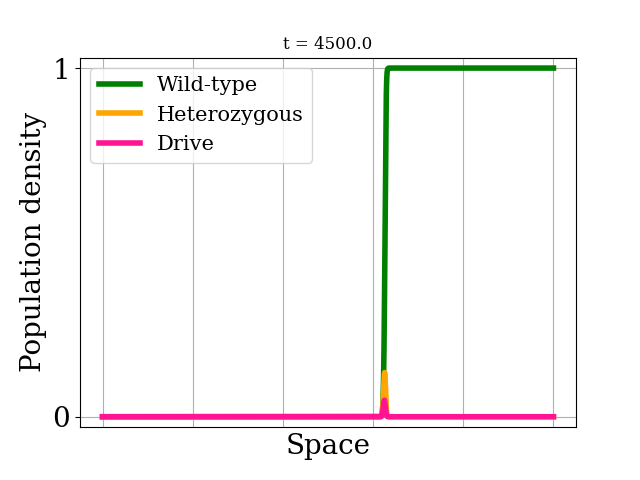 t = 4500.0
1
Wild-type
Heterozygous
Drive
Population density
0
Space